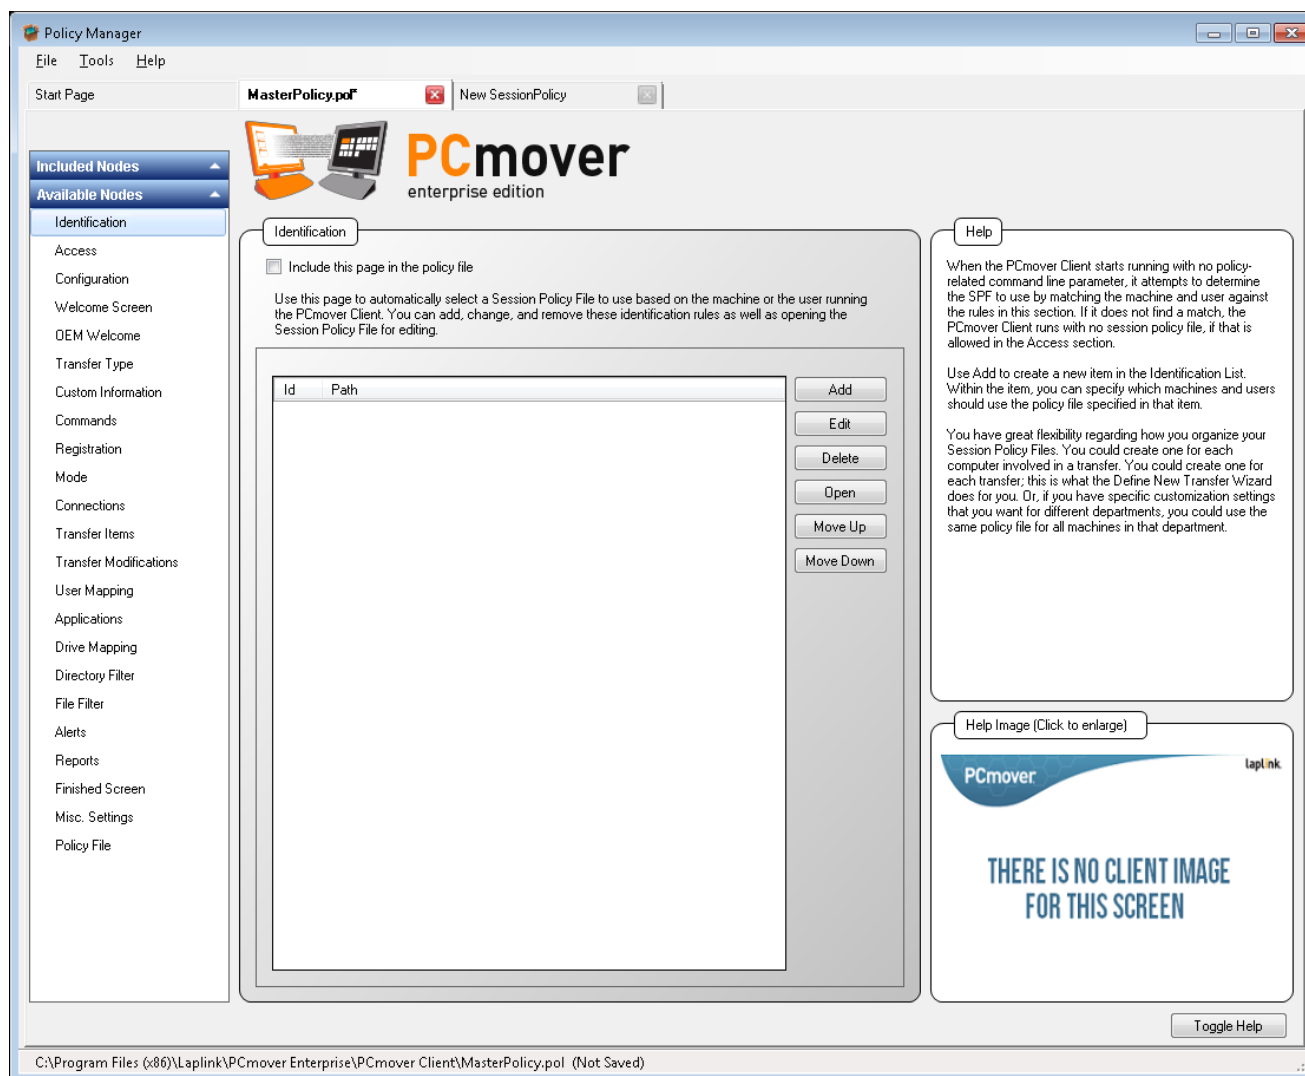 Policy Manager
File Tools Help
Start Page
MasterPolicy.pol*
New SessionPolicy
Included Nodes
Available Nodes
Identification
Access
Configuration
Welcome Screen
OEM Welcome
Transfer Type
Custom Information
Commands
Registration
Mode
Connections
Transfer Items
Transfer Modifications
User Mapping
Applications
Drive Mapping
Directory Filter
File Filter
Alerts
Reports
Finished Screen
Misc. Settings
Policy File
PCmover
enterprise edition
Identification
Include this page in the policy file
Use this page to automatically select a Session Policy File to use based on the machine or the user running
the PCmover Client. You can add, change, and remove these identification rules as well as opening the
Session Policy File for editing.
Id Path
Add
Edit
Delete
Open
Move Up
Move Down
Help
When the PCmover Client starts running with no policy-
related command line parameter, it attempts to determine
the SPF to use by matching the machine and user against
the rules in this section. If it does not find a match, the
PCmover Client runs with no session policy file, if that is
allowed in the Access section.
Use Add to create a new item in the Identification List.
Within the item, you can specify which machines and users
should use the policy file specified in that item.
You have great flexibility regarding how you organize your
Session Policy Files. You could create one for each
computer involved in a transfer. You could create one for
each transfer; this is what the Define New Transfer Wizard
does for you. Or, if you have specific customization settings
that you want for different departments, you could use the
same policy file for all machines in that department.
Help Image (Click to enlarge)
PCmover
laplink
THERE IS NO CLIENT IMAGE
FOR THIS SCREEN
Toggle Help
C:\Program Files (x86)\Laplink\PCmover Enterprise\PCmover Client\MasterPolicy.pol (Not Saved)